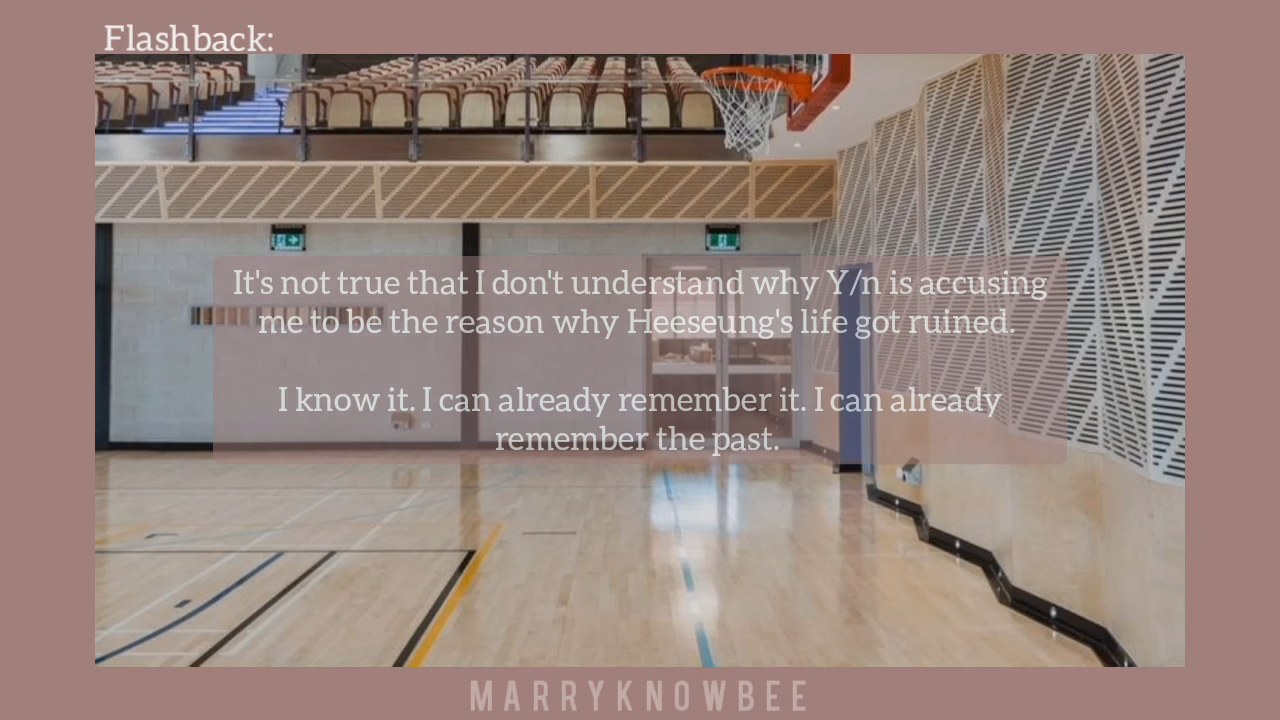 Flashback:
It's not true that I don't understand why Y/n is accusing
me to be the reason why Heeseung's life got ruined.
I know it. I can already remember it. I can already
remember the past.
MARRYKNOWBEE